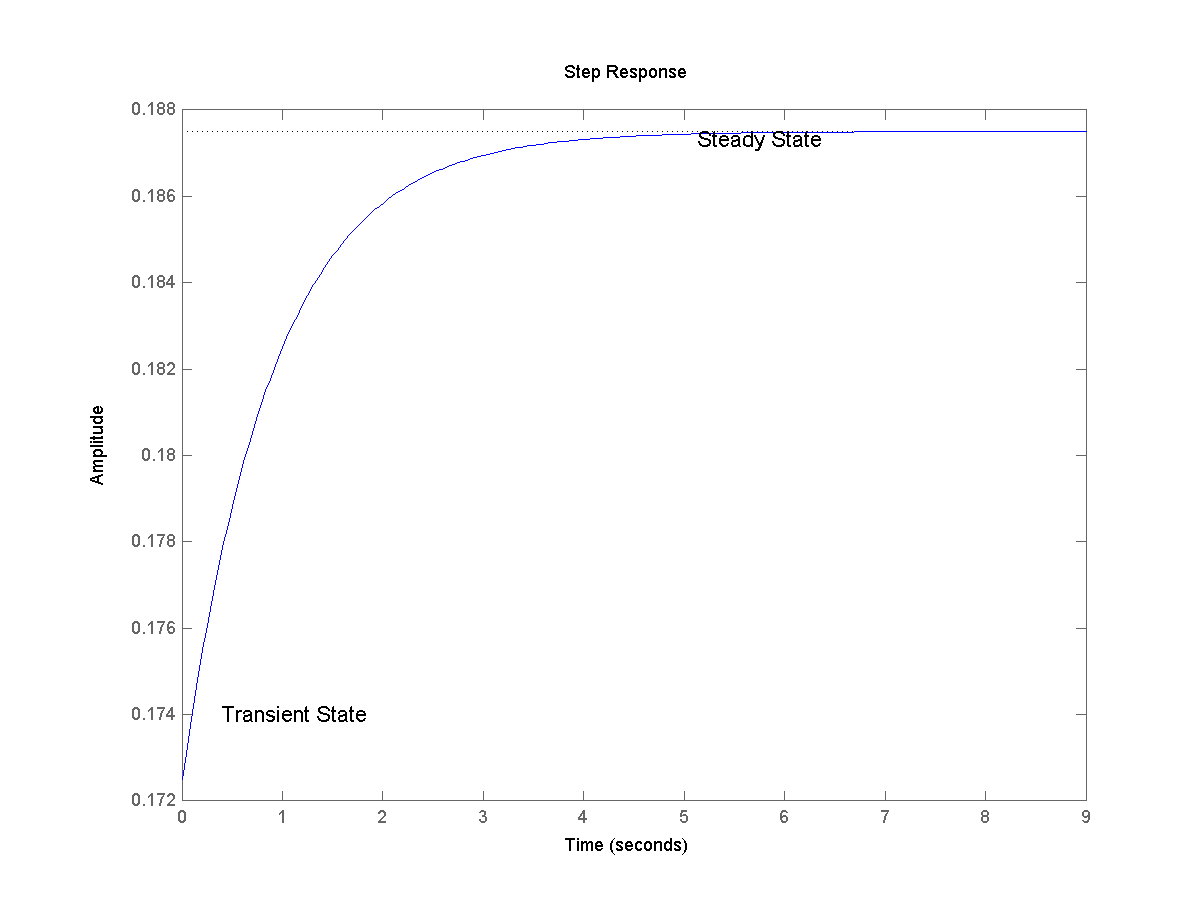 Step Response
0.188
0.186
0.184
0.182
0.18
0.178
0.176
0.174
0.172
Amplitude
Steady State
Transient State
0 1 2 3 4 5 6 7 8 9
Time (seconds)